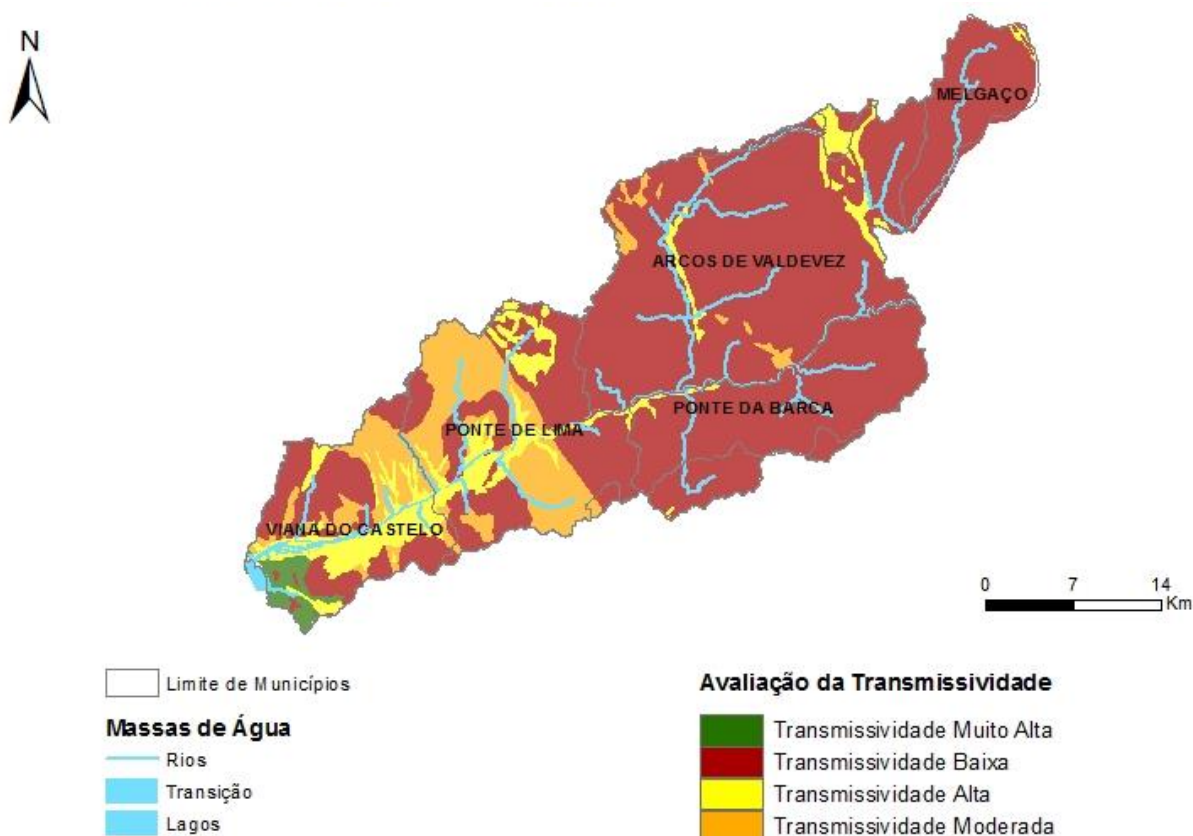 N
MELGAÇO
ARCOS DE VALDEVEZ
PONTE DA BARCA
PONTE DE LIMA
VIANA DO CASTELO
0 7 14
Km
Limite de Municípios
Massas de Água
Rios
Transição
Lagos
Avaliação da Transmissividade
Transmissividade Muito Alta
Transmissividade Baixa
Transmissividade Alta
Transmissividade Moderada